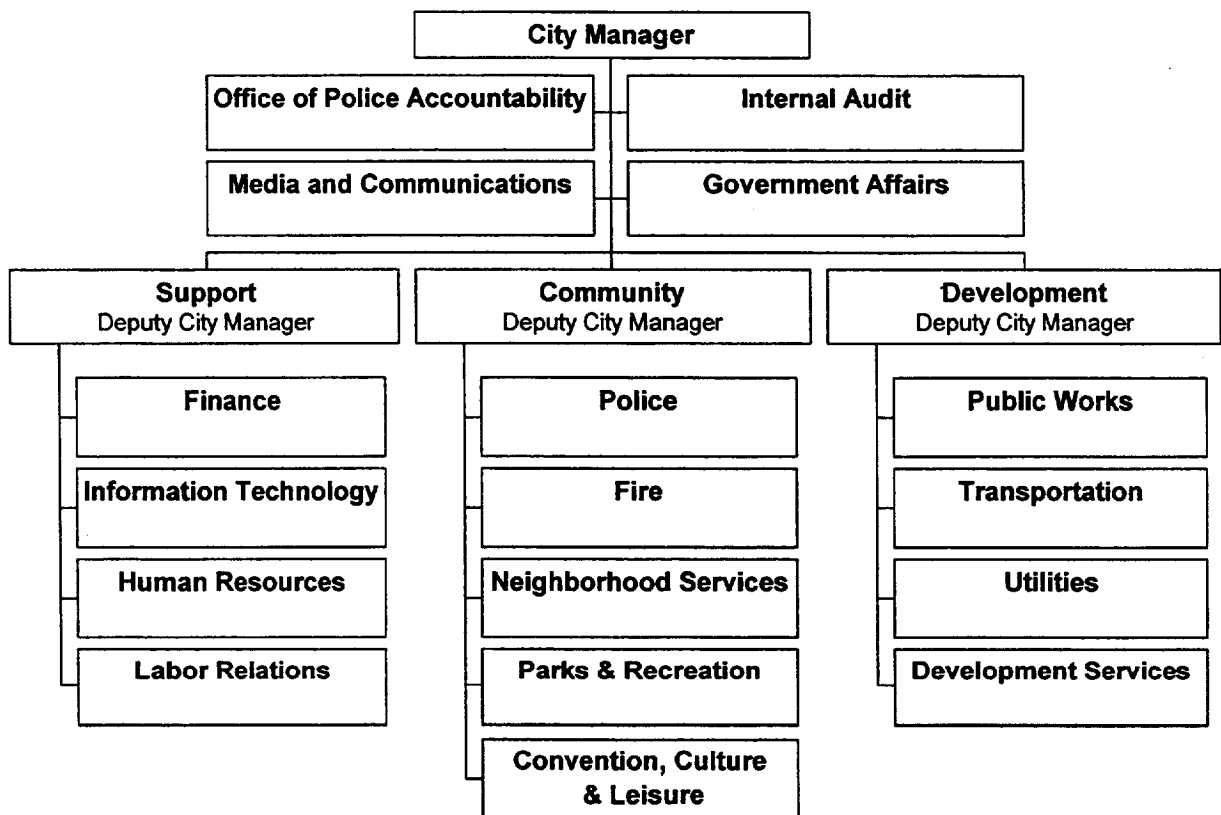 City Manager
Office of Police Accountability
Internal Audit
Media and Communications
Government Affairs
Support
Deputy City Manager
Community
Deputy City Manager
Development
Deputy City Manager
Finance
Information Technology
Human Resources
Labor Relations
Police
Fire
Neighborhood Services
Parks & Recreation
Convention, Culture
& Leisure
Public Works
Transportation
Utilities
Development Services